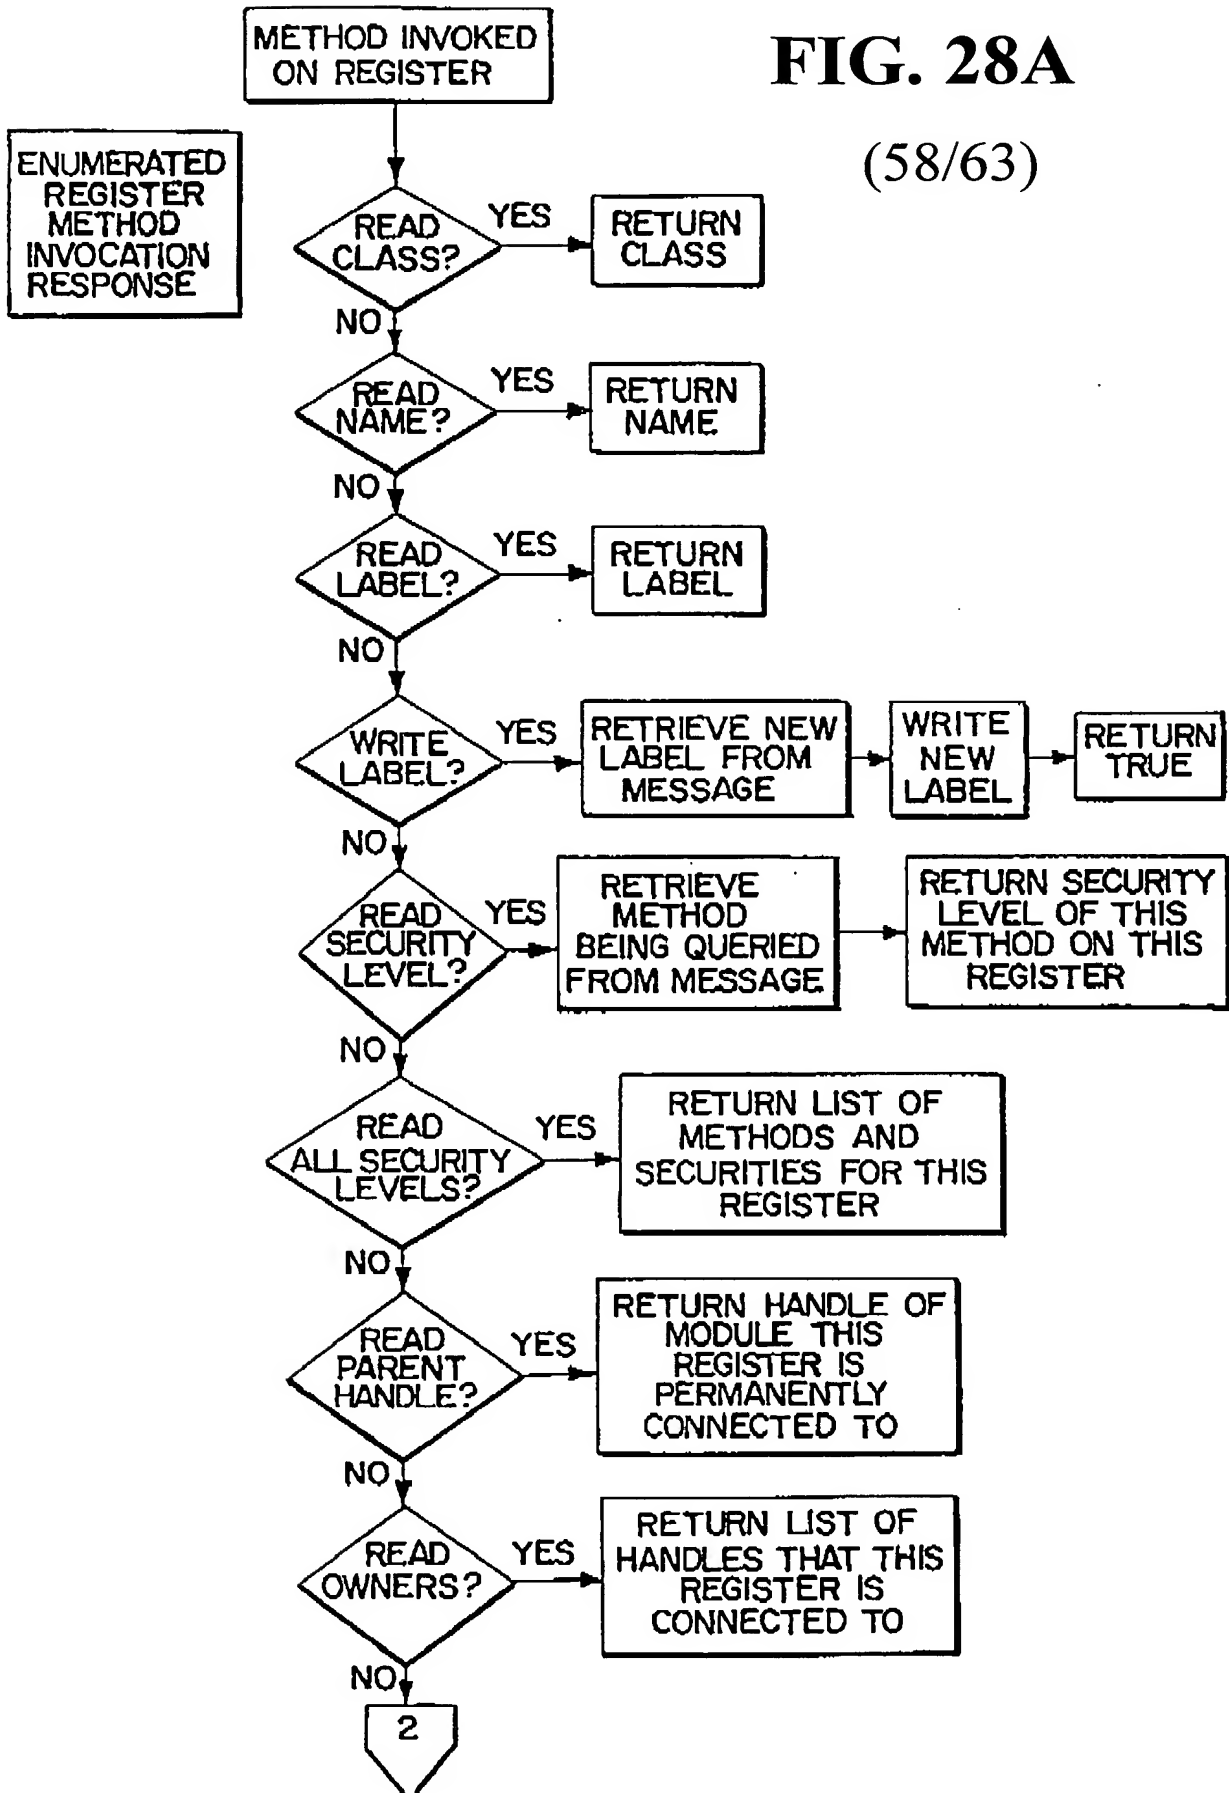 METHOD INVOKED
ON REGISTER
FIG. 28A
(58/63)
ENUMERATED
REGISTER
METHOD
INVOCATION
RESPONSE
READ
CLASS?
YES
RETURN
CLASS
NO
READ
NAME?
YES
RETURN
NAME
NO
READ
LABEL?
YES
RETURN
LABEL
NO
WRITE
LABEL?
YES
RETRIEVE NEW
LABEL FROM
MESSAGE
WRITE
NEW
LABEL
RETURN
TRUE
NO
READ
SECURITY
LEVEL?
YES
RETRIEVE
METHOD
BEING QUERIED
FROM MESSAGE
RETURN SECURITY
LEVEL OF THIS
METHOD ON THIS
REGISTER
NO
READ
ALL SECURITY
LEVELS?
YES
RETURN LIST OF
METHODS AND
SECURITIES FOR THIS
REGISTER
NO
READ
PARENT
HANDLE?
YES
RETURN HANDLE OF
MODULE THIS
REGISTER IS
PERMANENTLY
CONNECTED TO
NO
READ
OWNERS?
YES
RETURN LIST OF
HANDLES THAT THIS
REGISTER IS
CONNECTED TO
NO
2